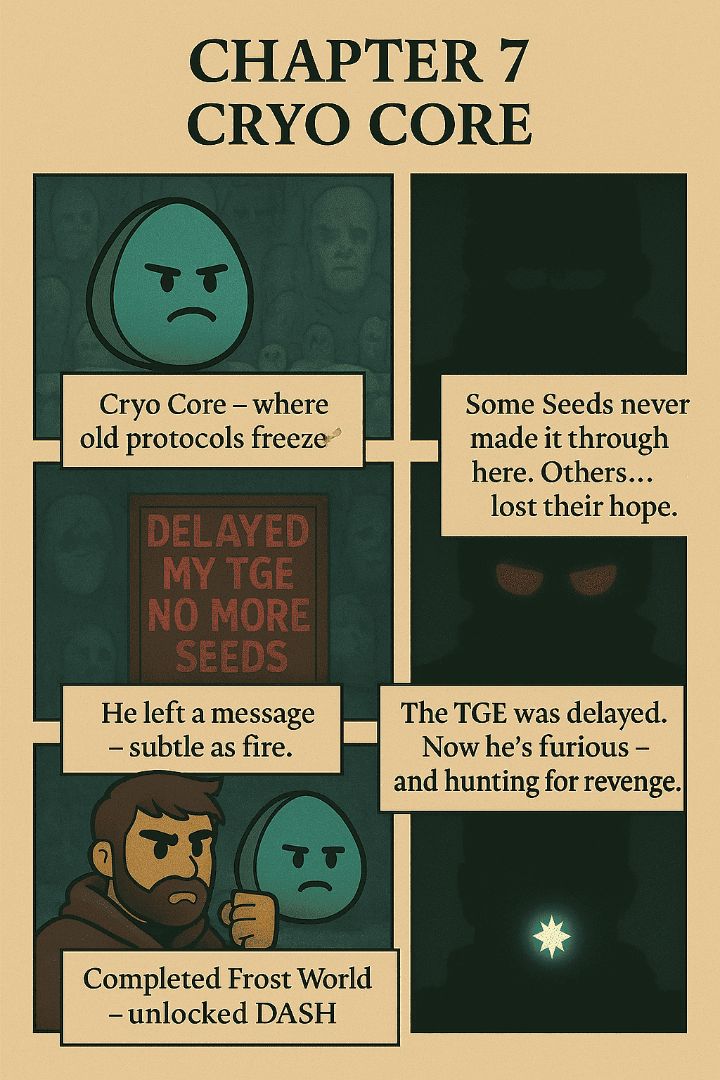 CHAPTER 7
CRYO CORE
Cryo Core – where
old protocols freeze
Some Seeds never
made it through
here. Others...
lost their hope.
DELAYED
MY TGE
NO MORE
SEEDS
He left a message
– subtle as fire.
The TGE was delayed.
Now he's furious –
and hunting for revenge.
Completed Frost World
– unlocked DASH